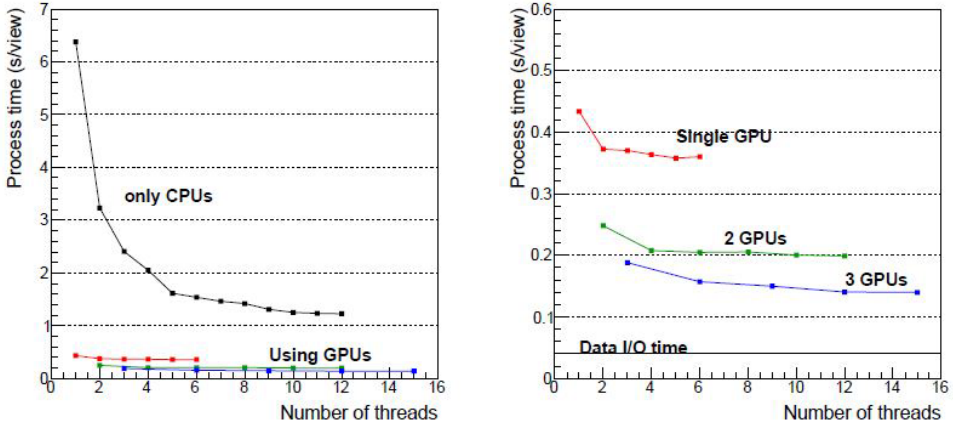 7
6
5
4
3
2
1
0
Process time (s/view)
only CPUs
Using GPUs
0 2 4 6 8 10 12 14 16
Number of threads
0.6
0.5
0.4
0.3
0.2
0.1
0
Process time (s/view)
SIngle GPU
2 GPUs
3 GPUs
Data I/O time
0 2 4 6 8 10 12 14 16
Number of threads